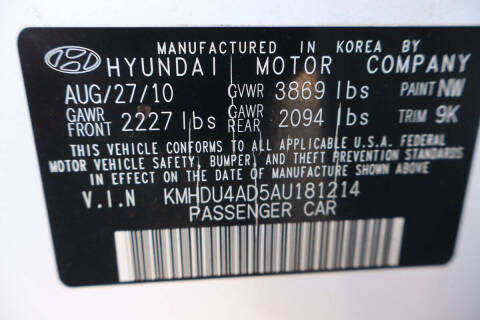 MANUFACTURED IN KOREA BY
HYUNDAI MOTOR COMPANY
AUG/27/10 GVWR 3869 lbs PAINT NW
GAWR FRONT 2227 lbs GAWR REAR 2094 lbs TRIM 9K
THIS VEHICLE CONFORMS TO ALL APPLICABLE U.S.A. FEDERAL
MOTOR VEHICLE SAFETY, BUMPER, AND THEFT PREVENTION STANDARDS
IN EFFECT ON THE DATE OF MANUFACTURE SHOWN ABOVE.
V.I.N KMHDU4AD5AU181214
PASSENGER CAR